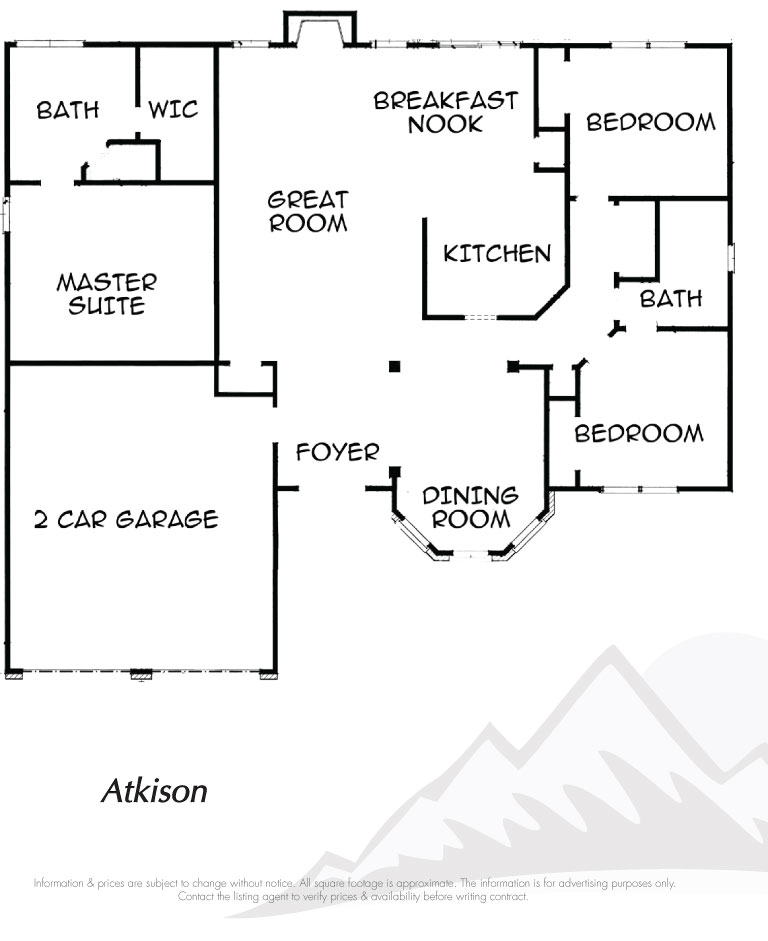 BATH
WIC
BREAKFAST
NOOK
BEDROOM
GREAT
ROOM
KITCHEN
MASTER
SUITE
BATH
BEDROOM
FOYER
DINING
ROOM
2 CAR GARAGE
Atkison
Information & prices are subject to change without notice. All square footage is approximate. The information is for advertising purposes only.
Contact the listing agent to verify prices & availability before writing contract.